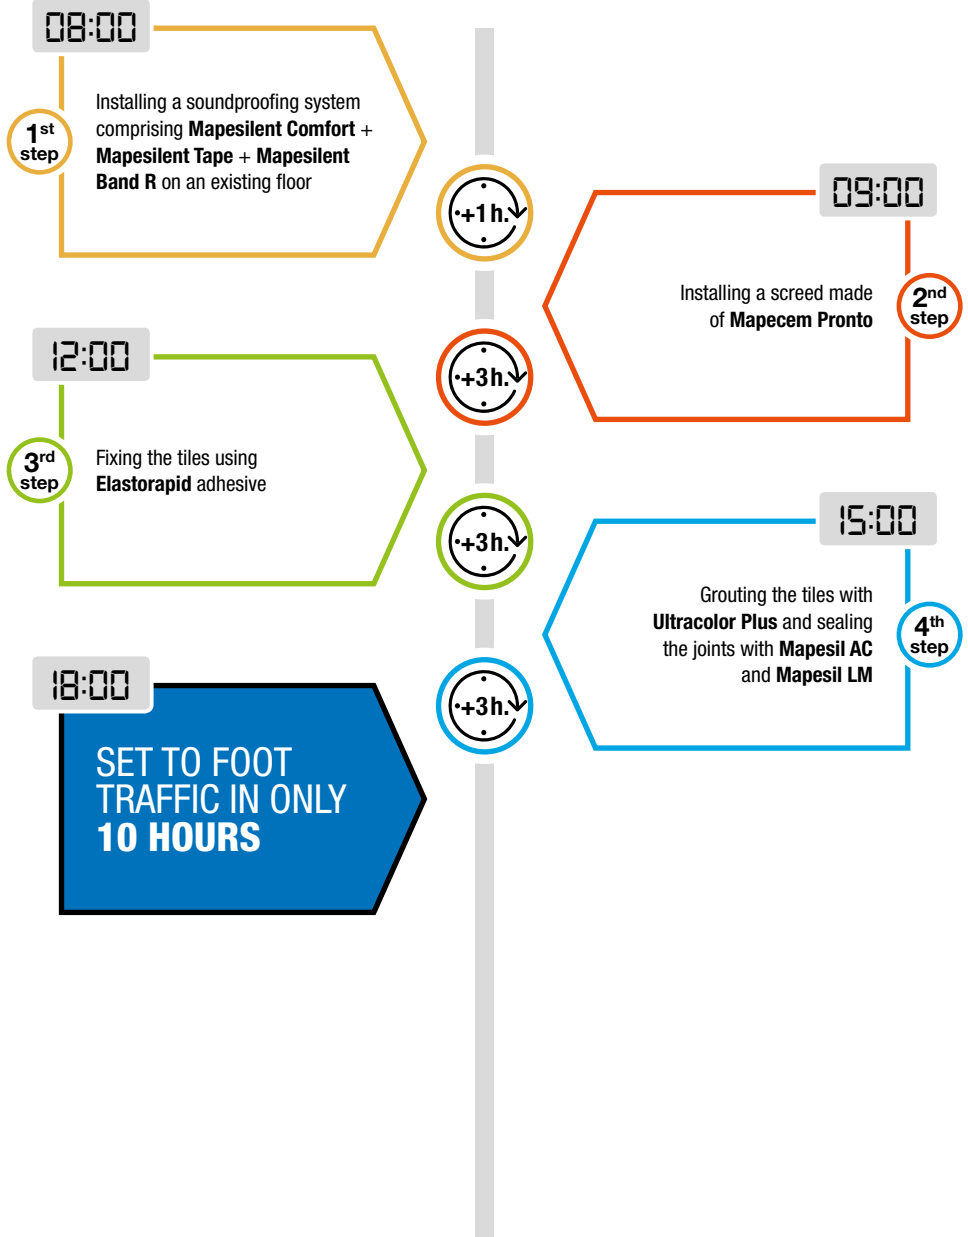 08:00
1st
step
Installing a soundproofing system
comprising Mapesilent Comfort +
Mapesilent Tape + Mapesilent
Band R on an existing floor
+1h.
09:00
2nd
step
Installing a screed made
of Mapecem Pronto
+3h.
12:00
3rd
step
Fixing the tiles using
Elastorapid adhesive
+3h.
15:00
4th
step
Grouting the tiles with
Ultracolor Plus and sealing
the joints with Mapesil AC
and Mapesil LM
+3h.
18:00
SET TO FOOT
TRAFFIC IN ONLY
10 HOURS